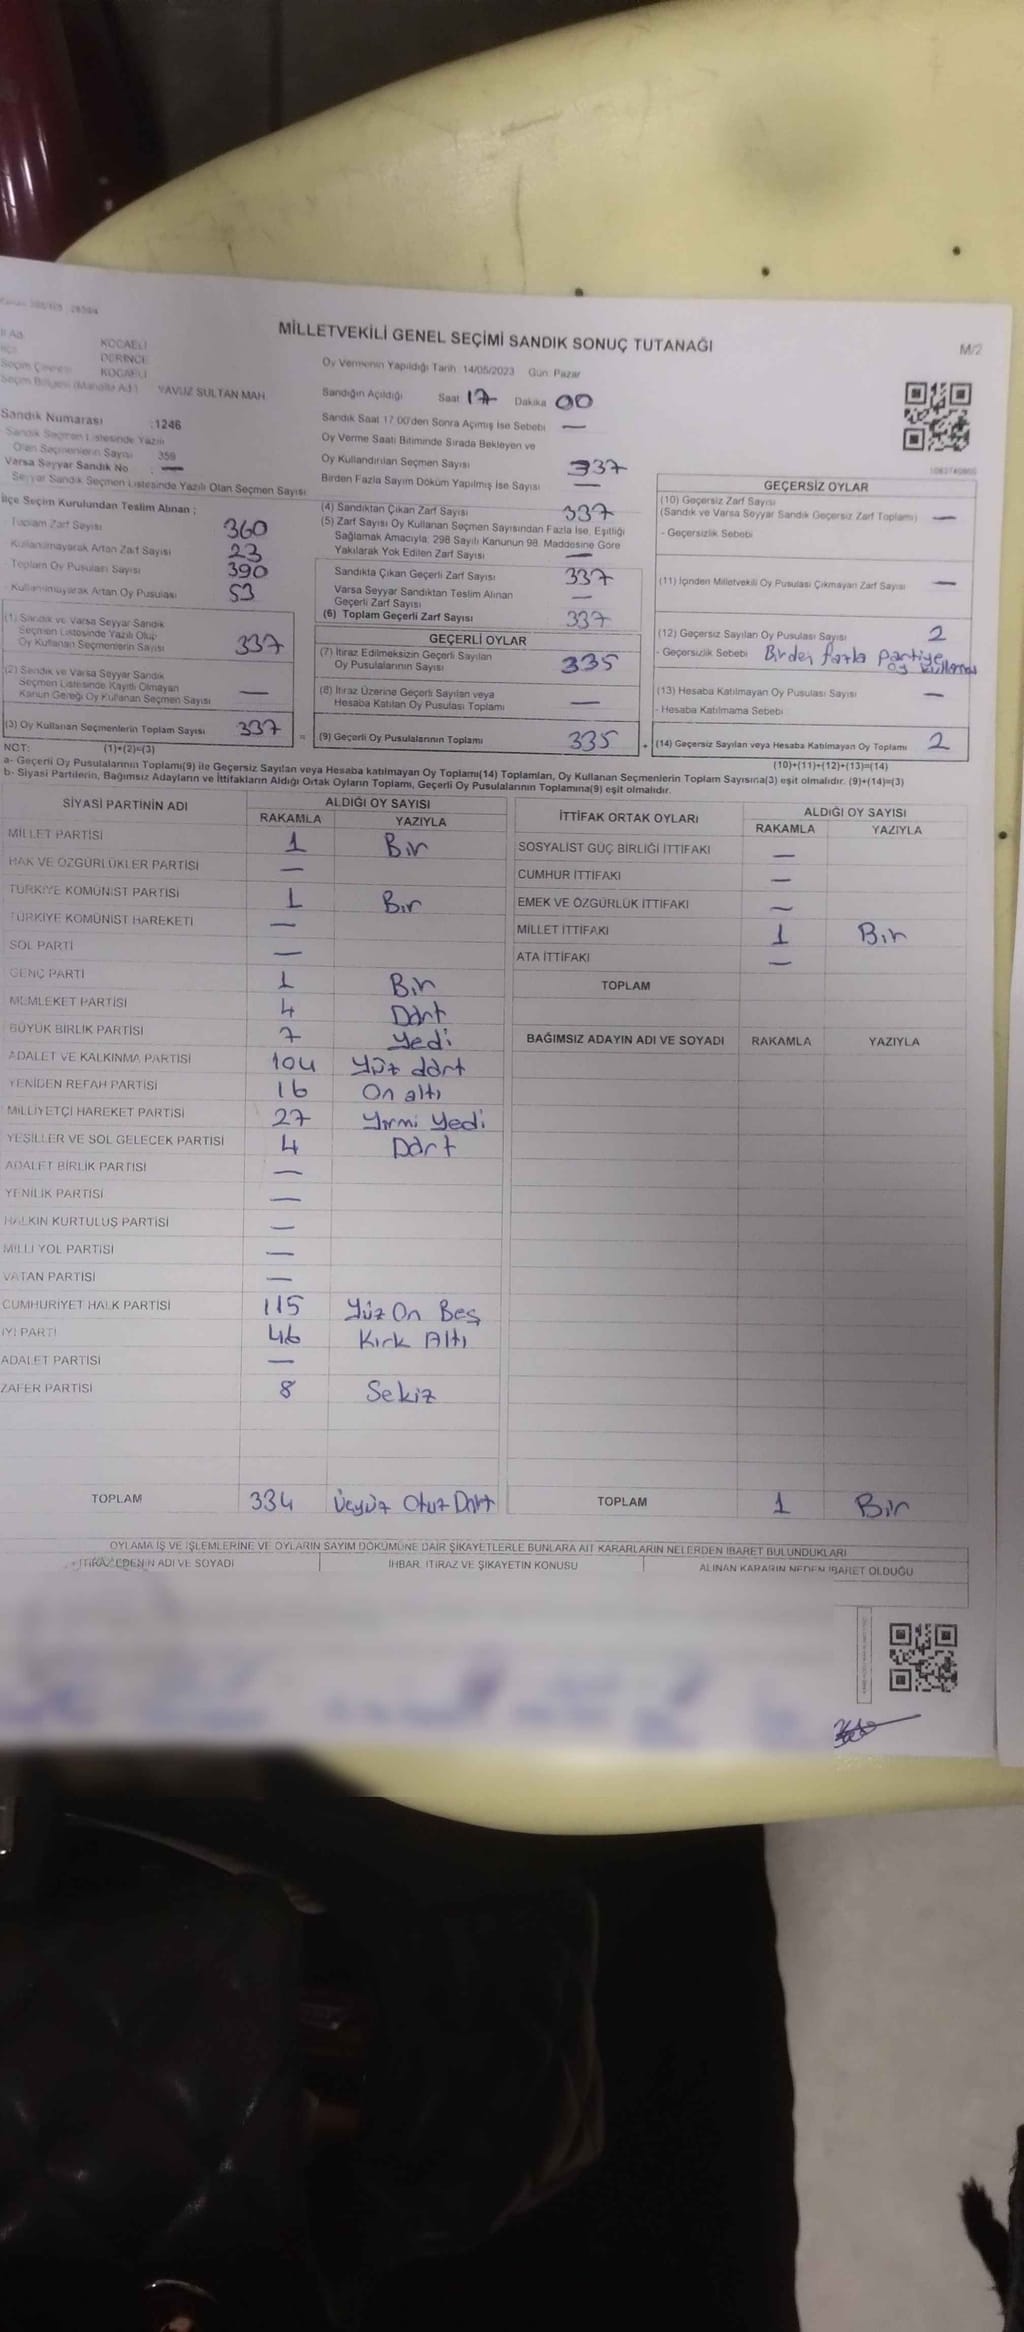 MİLLETVEKİLİ GENEL SEÇİMİ SANDIK SONUÇ TUTANAĞI
M/2
İl Adı KOCAELİ
İlçe DERİNCE
Seçim Çevresi KOCAELİ
Seçim Bölgesi (Mahalle Ad.) YAVUZ SULTAN MAH.
Sandık Numarası :1246
Sandık Seçmen Listesinde Yazılı
Olan Seçmenlerin Sayısı 359
Varsa Seyyar Sandık No : —
Seyyar Sandık Seçmen Listesinde Yazılı Olan Seçmen Sayısı
Oy Vermenin Yapıldığı Tarih 14/05/2023 Gün: Pazar
Sandığın Açıldığı Saat 17 Dakika 00
Sandık Saat 17.00'den Sonra Açımış İse Sebebi —
Oy Verme Saati Bitiminde Sırada Bekleyen ve
Oy Kullandırılan Seçmen Sayısı 337
Birden Fazla Sayım Döküm Yapılmış İse Sayısı —
İlçe Seçim Kurulundan Teslim Alınan ;
- Toplam Zarf Sayısı 360
- Kullanılmayarak Artan Zarf Sayısı 23
- Toplam Oy Pusulası Sayısı 390
- Kullanılmayarak Artan Oy Pusulası 53
(1) Sandık ve Varsa Seyyar Sandık
Seçmen Listesinde Yazılı Olup
Oy Kullanan Seçmenlerin Sayısı 337
(2) Sandık ve Varsa Seyyar Sandık
Seçmen Listesinde Kayıtlı Olmayan
Kanun Gereği Oy Kullanan Seçmen Sayısı —
(3) Oy Kullanan Seçmenlerin Toplam Sayısı 337
(4) Sandıktan Çıkan Zarf Sayısı 337
(5) Zarf Sayısı Oy Kullanan Seçmen Sayısından Fazla İse, Eşitliği
Sağlamak Amacıyla; 298 Sayılı Kanunun 98. Maddesine Göre
Yakılarak Yok Edilen Zarf Sayısı —
Sandıkta Çıkan Geçerli Zarf Sayısı 337
Varsa Seyyar Sandıktan Teslim Alınan
Geçerli Zarf Sayısı —
(6) Toplam Geçerli Zarf Sayısı 337
GEÇERLİ OYLAR
(7) İtiraz Edilmeksizin Geçerli Sayılan
Oy Pusulalarının Sayısı 335
(8) İtiraz Üzerine Geçerli Sayılan veya
Hesaba Katılan Oy Pusulası Toplamı —
= (9) Geçerli Oy Pusulalarının Toplamı 335
GEÇERSİZ OYLAR
(10) Geçersiz Zarf Sayısı
(Sandık ve Varsa Seyyar Sandık Geçersiz Zarf Toplamı) —
- Geçersizlik Sebebi
(11) İçinden Milletvekili Oy Pusulası Çıkmayan Zarf Sayısı —
(12) Geçersiz Sayılan Oy Pusulası Sayısı 2
- Geçersizlik Sebebi Birden fazla partiye
oy kullanma
(13) Hesaba Katılmayan Oy Pusulası Sayısı —
- Hesaba Katılmama Sebebi
+ (14) Geçersiz Sayılan veya Hesaba Katılmayan Oy Toplamı 2
NOT: (1)+(2)=(3) (10)+(11)+(12)+(13)=(14)
a- Geçerli Oy Pusulalarının Toplamı(9) ile Geçersiz Sayılan veya Hesaba katılmayan Oy Toplamı(14) Toplamları, Oy Kullanan Seçmenlerin Toplam Sayısına(3) eşit olmalıdır. (9)+(14)=(3)
b- Siyasi Partilerin, Bağımsız Adayların ve İttifakların Aldığı Ortak Oyların Toplamı, Geçerli Oy Pusulalarının Toplamına(9) eşit olmalıdır.
SİYASİ PARTİNİN ADI ALDIĞI OY SAYISI
RAKAMLA YAZIYLA
MİLLET PARTİSİ 1 Bir
HAK VE ÖZGÜRLÜKLER PARTİSİ —
TÜRKİYE KOMÜNİST PARTİSİ 1 Bir
TÜRKİYE KOMÜNİST HAREKETİ —
SOL PARTİ —
GENÇ PARTİ 1 Bir
MEMLEKET PARTİSİ 4 Dört
BÜYÜK BİRLİK PARTİSİ 7 Yedi
ADALET VE KALKINMA PARTİSİ 104 Yüz dört
YENİDEN REFAH PARTİSİ 16 On altı
MİLLİYETÇİ HAREKET PARTİSİ 27 Yirmi Yedi
YEŞİLLER VE SOL GELECEK PARTİSİ 4 Dört
ADALET BİRLİK PARTİSİ —
YENİLİK PARTİSİ —
HALKIN KURTULUŞ PARTİSİ —
MİLLİ YOL PARTİSİ —
VATAN PARTİSİ —
CUMHURİYET HALK PARTİSİ 115 Yüz On Beş
İYİ PARTİ 46 Kırk Altı
ADALET PARTİSİ —
ZAFER PARTİSİ 8 Sekiz
TOPLAM 334 Üçyüz Otuz Dört
İTTİFAK ORTAK OYLARI ALDIĞI OY SAYISI
RAKAMLA YAZIYLA
SOSYALİST GÜÇ BİRLİĞİ İTTİFAKI —
CUMHUR İTTİFAKI —
EMEK VE ÖZGÜRLÜK İTTİFAKI —
MİLLET İTTİFAKI 1 Bir
ATA İTTİFAKI —
TOPLAM
BAĞIMSIZ ADAYIN ADI VE SOYADI RAKAMLA YAZIYLA
TOPLAM 1 Bir
OYLAMA İŞ VE İŞLEMLERİNE VE OYLARIN SAYIM DÖKÜMÜNE DAİR ŞİKAYETLERLE BUNLARA AİT KARARLARIN NELERDEN İBARET BULUNDUKLARI
İTİRAZ EDENİN ADI VE SOYADI İHBAR, İTİRAZ VE ŞİKAYETİN KONUSU ALINAN KARARIN NEDEN İBARET OLDUĞU